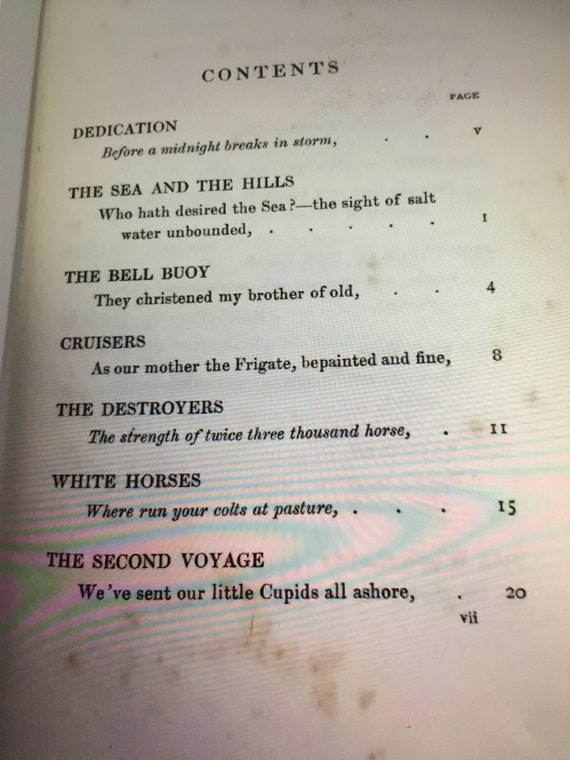 CONTENTS
PAGE
DEDICATION
Before a midnight breaks in storm, . . v
THE SEA AND THE HILLS
Who hath desired the Sea?—the sight of salt
water unbounded, . . . . . 1
THE BELL BUOY
They christened my brother of old, . . 4
CRUISERS
As our mother the Frigate, bepainted and fine, 8
THE DESTROYERS
The strength of twice three thousand horse, . 11
WHITE HORSES
Where run your colts at pasture, . . . 15
THE SECOND VOYAGE
We've sent our little Cupids all ashore, . 20
vii